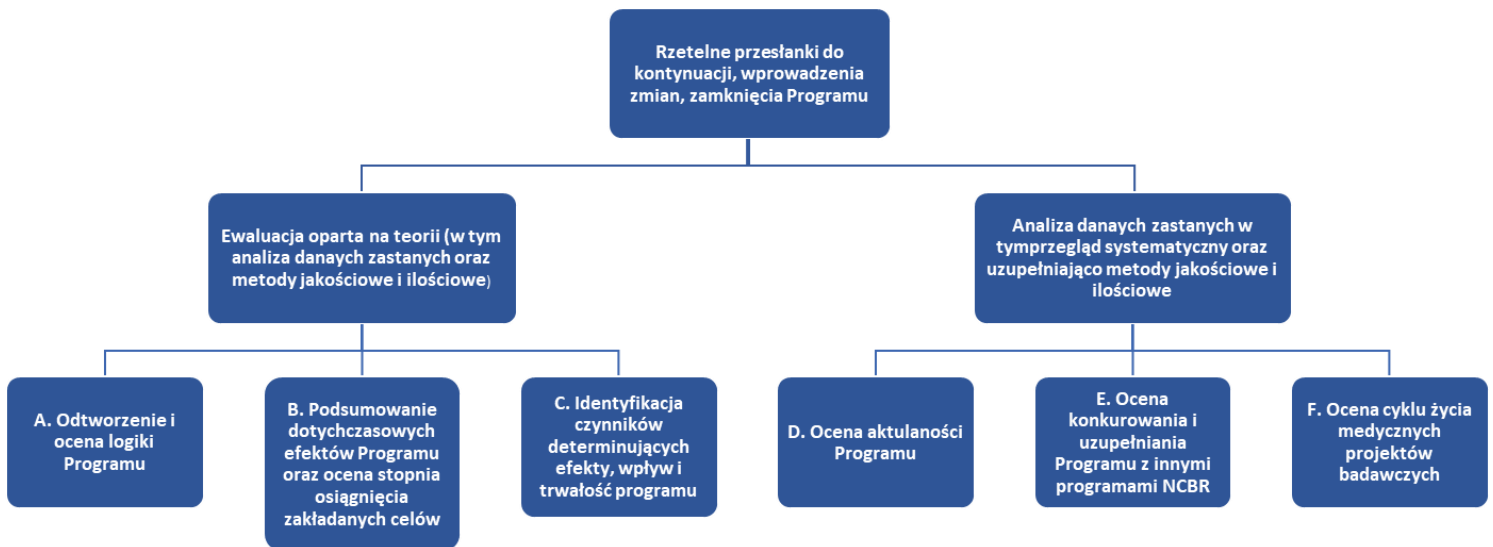 Rzetelne przesłanki do
kontynuacji, wprowadzenia
zmian, zamknięcia Programu
Ewaluacja oparta na teorii (w tym
analiza danaych zastanych oraz
metody jakościowe i ilościowe)
Analiza danaych zastanych w
tymprzegląd systematyczny oraz
uzupełniająco metody jakościowe i
ilościowe
A. Odtworzenie i
ocena logiki
Programu
B. Podsumowanie
dotychczasowych
efektów Programu
oraz ocena stopnia
osiągnięcia
zakładanych celów
C. Identyfikacja
czynników
determinujących
efekty, wpływ i
trwałość programu
D. Ocena aktulaności
Programu
E. Ocena
konkurowania i
uzupełniania
Programu z innymi
programami NCBR
F. Ocena cyklu życia
medycznych
projektów
badawczych